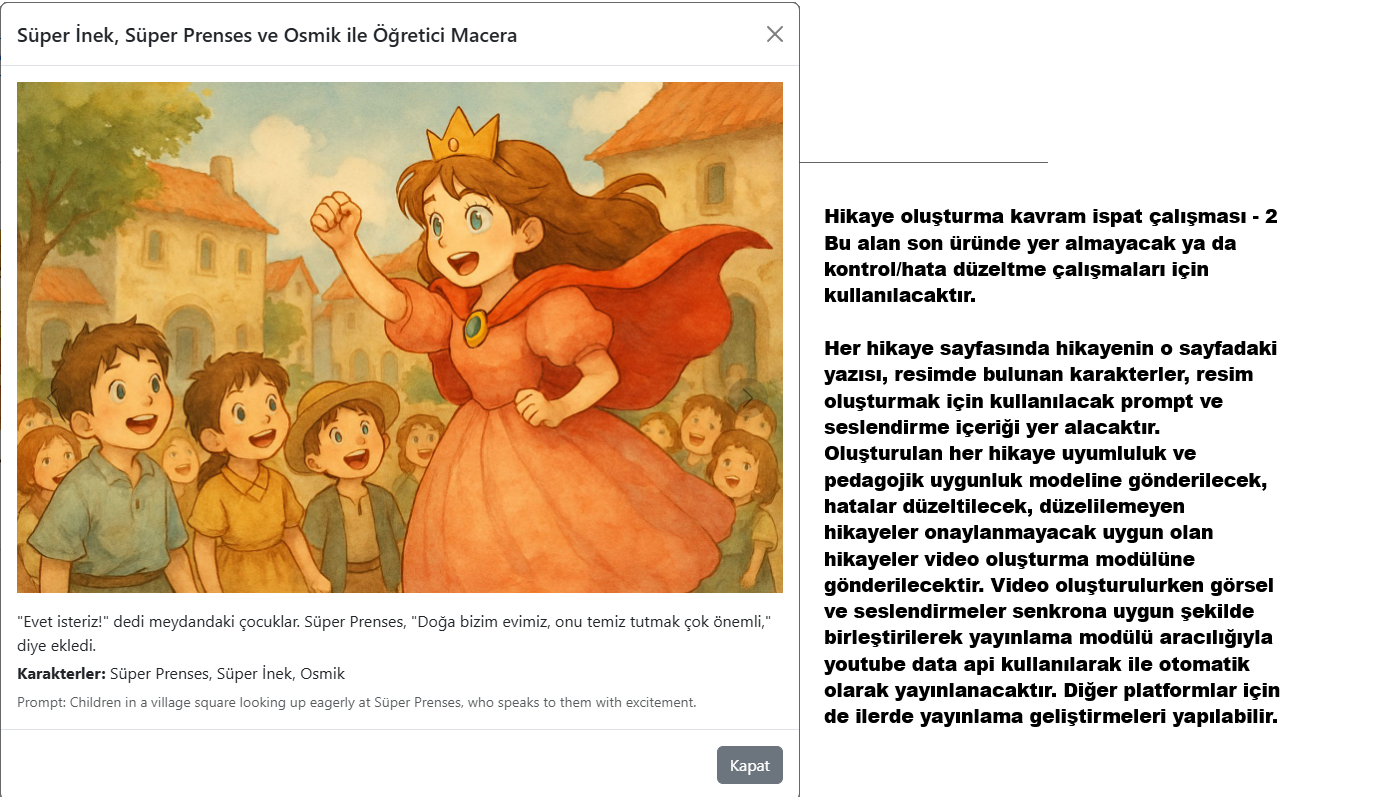 Süper İnek, Süper Prenses ve Osmik ile Öğretici Macera
"Evet isteriz!" dedi meydandaki çocuklar. Süper Prenses, "Doğa bizim evimiz, onu temiz tutmak çok önemli,"
diye ekledi.
Karakterler: Süper Prenses, Süper İnek, Osmik
Prompt: Children in a village square looking up eagerly at Süper Prenses, who speaks to them with excitement.
Kapat
Hikaye oluşturma kavram ispat çalışması - 2
Bu alan son üründe yer almayacak ya da
kontrol/hata düzeltme çalışmaları için
kullanılacaktır.
Her hikaye sayfasında hikayenin o sayfadaki
yazısı, resimde bulunan karakterler, resim
oluşturmak için kullanılacak prompt ve
seslendirme içeriği yer alacaktır.
Oluşturulan her hikaye uyumluluk ve
pedagojik uygunluk modeline gönderilecek,
hatalar düzeltilecek, düzelilemeyen
hikayeler onaylanmayacak uygun olan
hikayeler video oluşturma modülüne
gönderilecektir. Video oluşturulurken görsel
ve seslendirmeler senkrona uygun şekilde
birleştirilerek yayınlama modülü aracılığıyla
youtube data api kullanılarak ile otomatik
olarak yayınlanacaktır. Diğer platformlar için
de ilerde yayınlama geliştirmeleri yapılabilir.